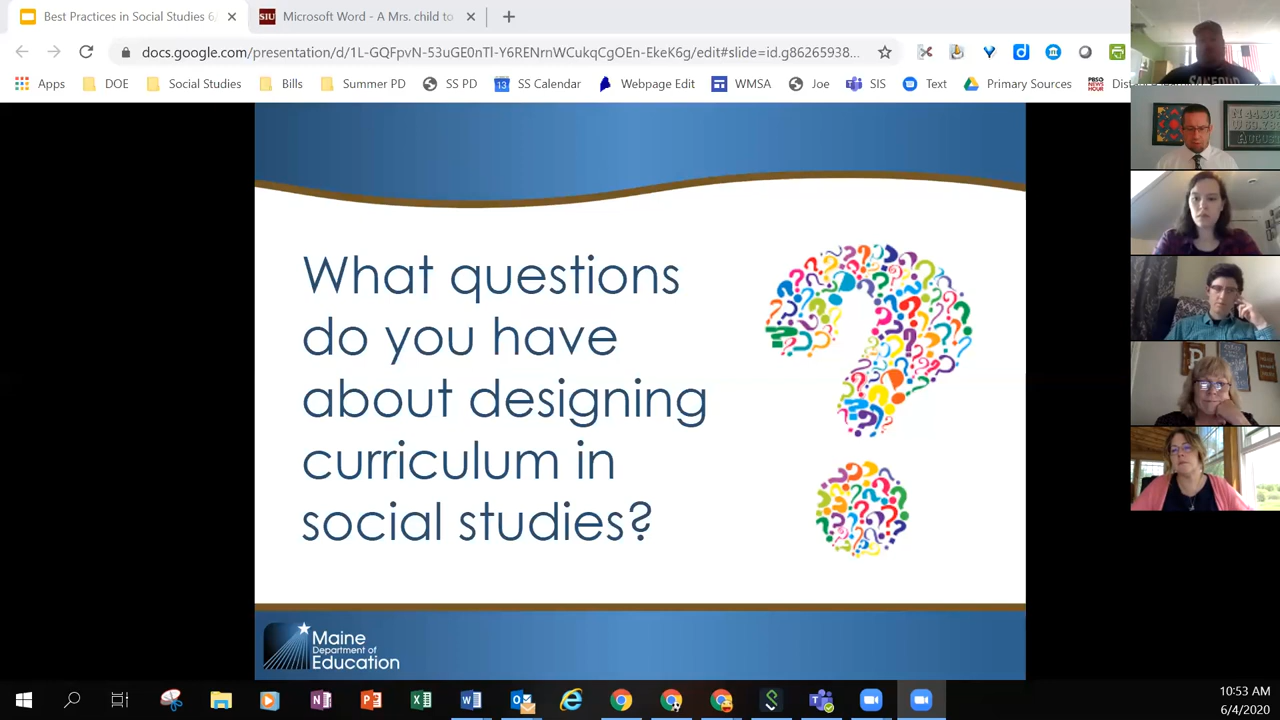 Best Practices in Social Studies 6/
Microsoft Word - A Mrs. child to
docs.google.com/presentation/d/1L-GQFpvN-53uGE0nTl-Y6RENrnWCukqCgOEn-EkeK6g/edit#slide=id.g86265938...
Apps DOE Social Studies Bills Summer PD SS PD SS Calendar Webpage Edit WMSA Joe SIS Text Primary Sources
What questions
do you have
about designing
curriculum in
social studies?
Maine
Department of
Education
10:53 AM
6/4/2020